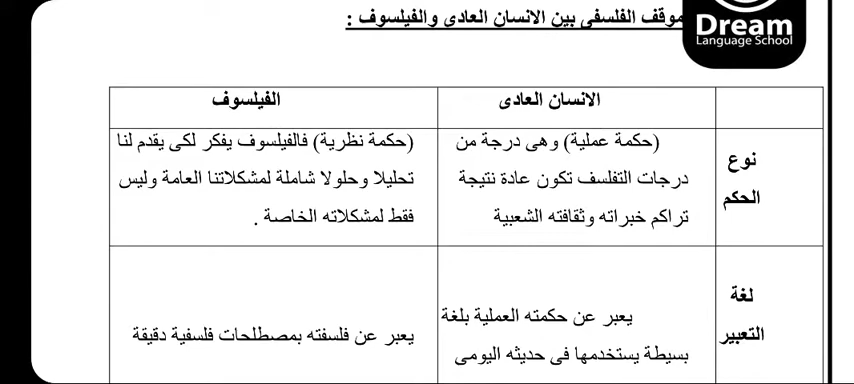 موقف الفلسفى بين الانسان العادى والفيلسوف :
Dream
Language School
الانسان العادى
الفيلسوف
نوع
الحكم
(حكمة عملية) وهى درجة من
درجات التفلسف تكون عادة نتيجة
تراكم خبراته وثقافته الشعبية
(حكمة نظرية) فالفيلسوف يفكر لكى يقدم لنا
تحليلا وحلولا شاملة لمشكلاتنا العامة وليس
فقط لمشكلاته الخاصة .
لغة
التعبير
يعبر عن حكمته العملية بلغة
بسيطة يستخدمها فى حديثه اليومى
يعبر عن فلسفته بمصطلحات فلسفية دقيقة